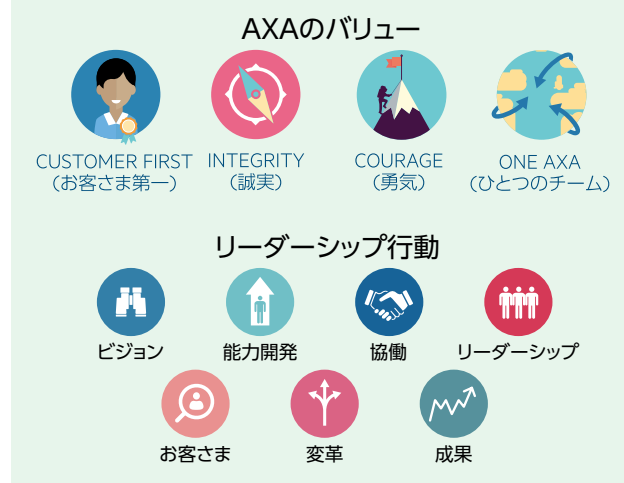 AXAのバリュー
CUSTOMER FIRST
(お客さま第一)
INTEGRITY
(誠実)
COURAGE
(勇気)
ONE AXA
(ひとつのチーム)
リーダーシップ行動
ビジョン
能力開発
協働
リーダーシップ
お客さま
変革
成果